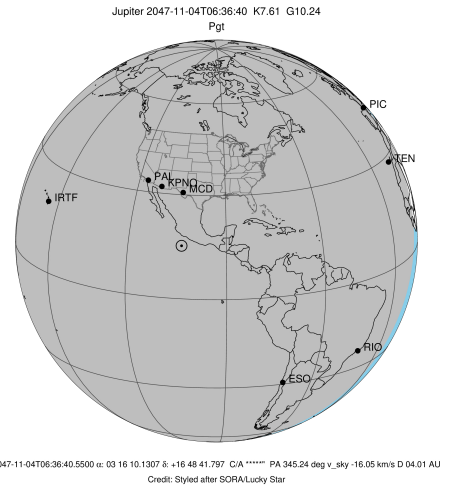 Jupiter 2047-11-04T06:36:40 K7.61 G10.24
Pgt
PIC
TEN
PAL
KPNO
MCD
IRTF
RIO
ESO
047-11-04T06:36:40.5500 α: 03 16 10.1307 δ: +16 48 41.797 C/A *****" PA 345.24 deg v_sky -16.05 km/s D 04.01 AU
Credit: Styled after SORA/Lucky Star